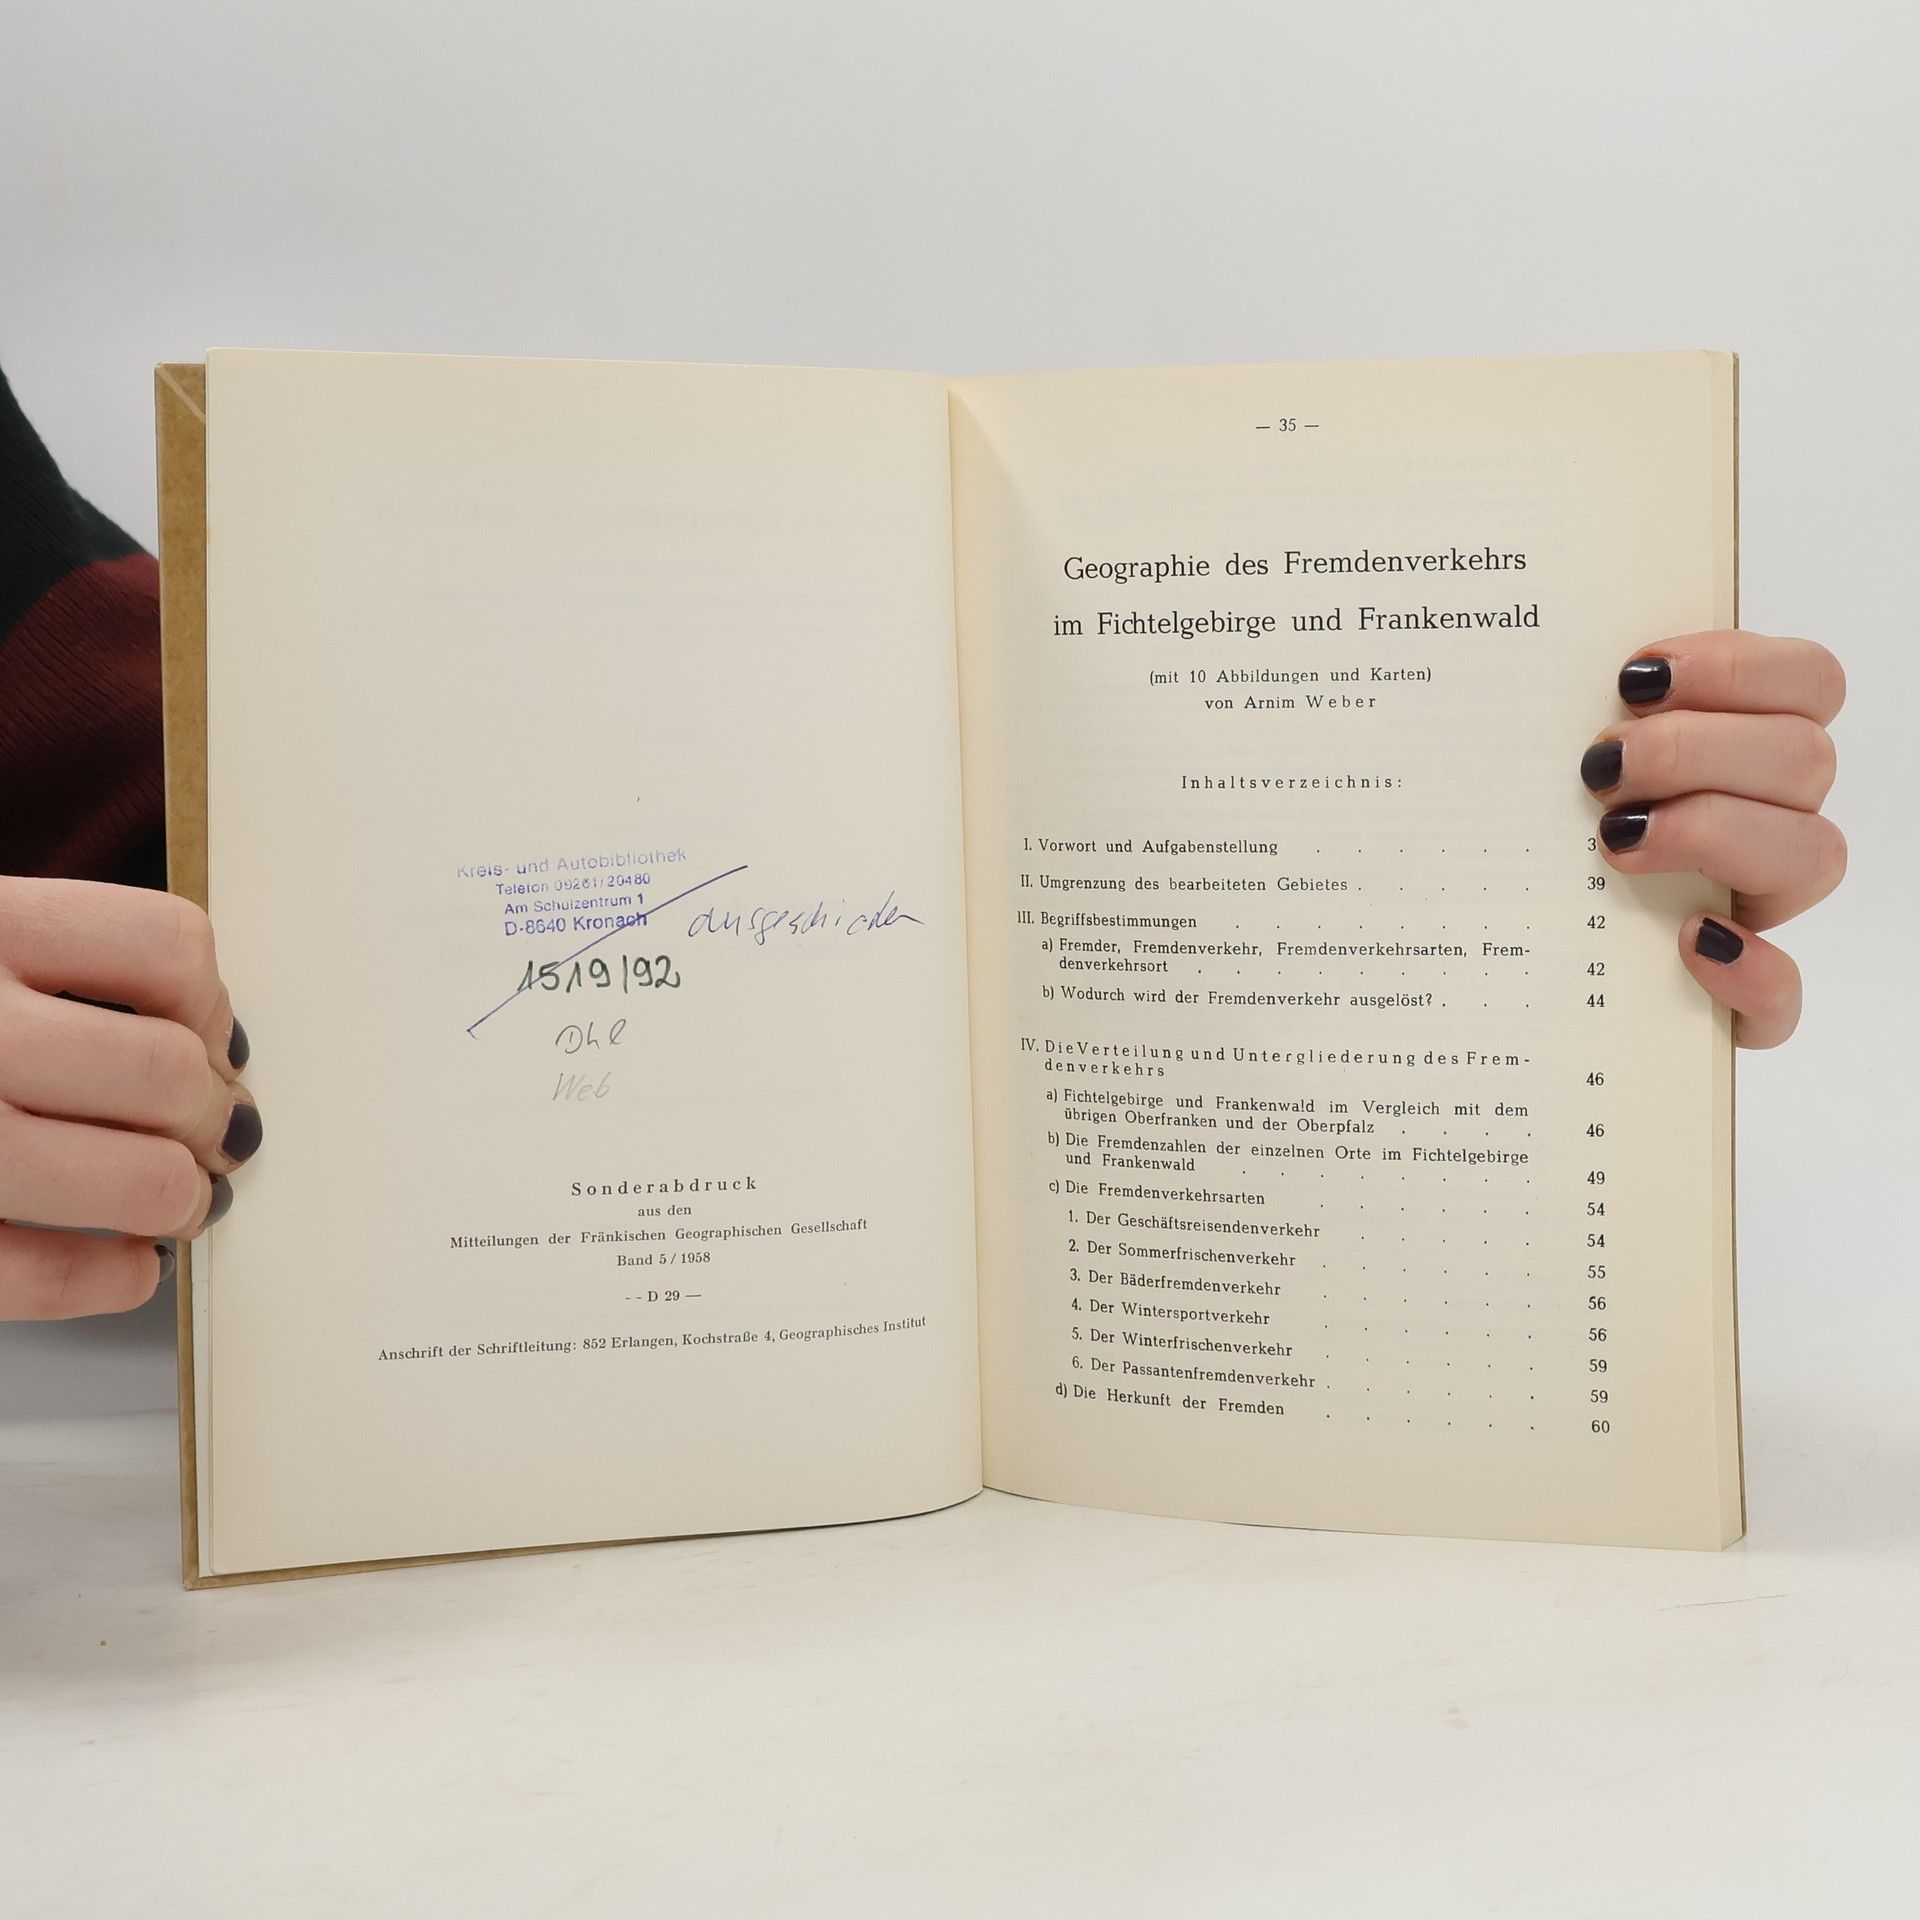 Kreis- und Autobibliothek
Telefon 09261/20480
Am Schulzentrum 1
D-8640 Kronach
ausgeschieden
1519/92
Dhl
Web
Sonderabdruck
aus den
Mitteilungen der Fränkischen Geographischen Gesellschaft
Band 5 / 1958
-- D 29 —
Anschrift der Schriftleitung: 852 Erlangen, Kochstraße 4, Geographisches Institut
— 35 —
Geographie des Fremdenverkehrs
im Fichtelgebirge und Frankenwald
(mit 10 Abbildungen und Karten)
von Arnim Weber
Inhaltsverzeichnis:
I. Vorwort und Aufgabenstellung . . . . . . 3
II. Umgrenzung des bearbeiteten Gebietes . . . . . 39
III. Begriffsbestimmungen . . . . . . . . 42
a) Fremder, Fremdenverkehr, Fremdenverkehrsarten, Frem-
denverkehrsort . . . . . . . . . 42
b) Wodurch wird der Fremdenverkehr ausgelöst? . . . 44
IV. Die Verteilung und Untergliederung des Frem-
denverkehrs 46
a) Fichtelgebirge und Frankenwald im Vergleich mit dem
übrigen Oberfranken und der Oberpfalz . . . . 46
b) Die Fremdenzahlen der einzelnen Orte im Fichtelgebirge
und Frankenwald . . . . . . . . 49
c) Die Fremdenverkehrsarten . . . . . . 54
1. Der Geschäftsreisendenverkehr . . . . . 54
2. Der Sommerfrischenverkehr . . . . . . 55
3. Der Bäderfremdenverkehr . . . . . . 56
4. Der Wintersportverkehr . . . . . . 56
5. Der Winterfrischenverkehr . . . . . . 59
6. Der Passantenfremdenverkehr . . . . . . 59
d) Die Herkunft der Fremden . . . . . . 60